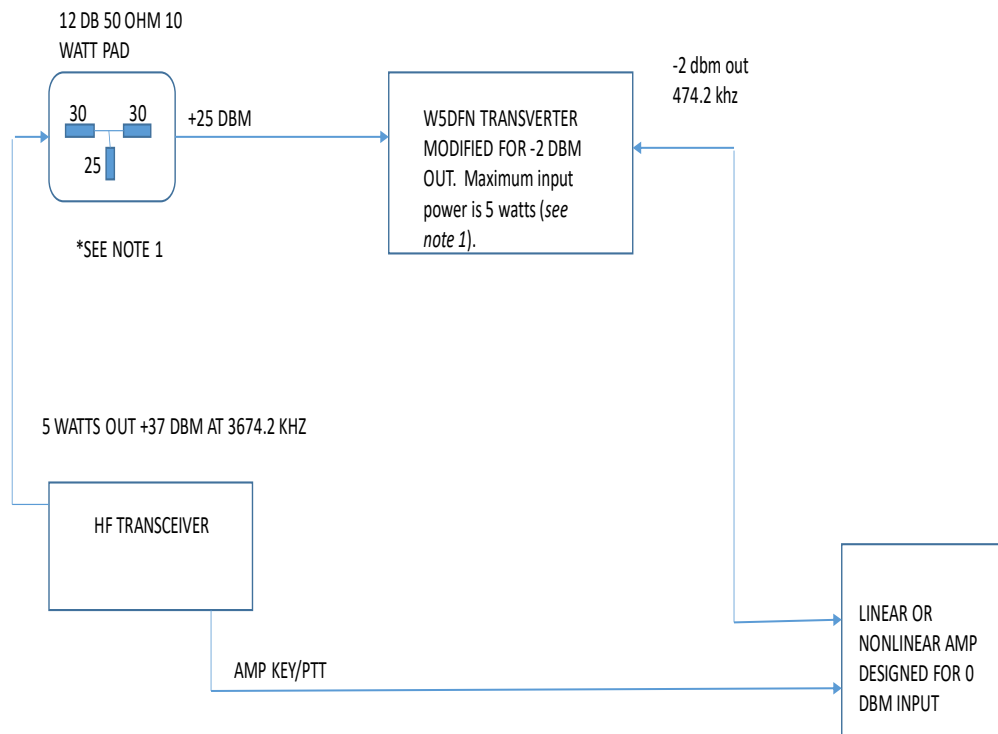 12 DB 50 OHM 10
WATT PAD
30 30
25
+25 DBM
*SEE NOTE 1
W5DFN TRANSVERTER
MODIFIED FOR -2 DBM
OUT. Maximum input
power is 5 watts (see
note 1).
-2 dbm out
474.2 khz
5 WATTS OUT +37 DBM AT 3674.2 KHZ
HF TRANSCEIVER
AMP KEY/PTT
LINEAR OR
NONLINEAR AMP
DESIGNED FOR 0
DBM INPUT